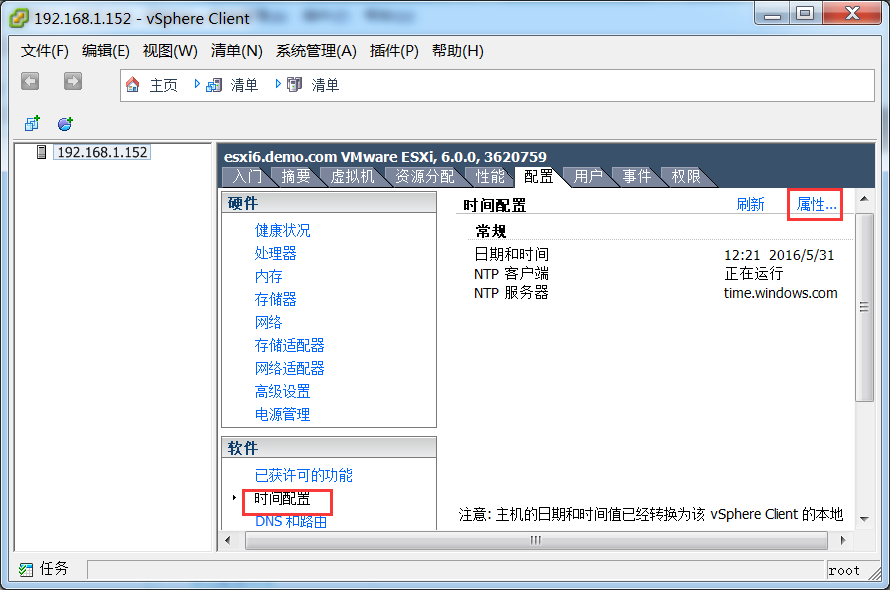 192.168.1.152 - vSphere Client
文件(F) 编辑(E) 视图(W) 清单(N) 系统管理(A) 插件(P) 帮助(H)
主页 清单 清单
192.168.1.152
esxi6.demo.com VMware ESXi, 6.0.0, 3620759
入门 摘要 虚拟机 资源分配 性能 配置 用户 事件 权限
硬件
健康状况
处理器
内存
存储器
网络
存储适配器
网络适配器
高级设置
电源管理
软件
已获许可的功能
时间配置
DNS 和路由
时间配置 刷新 属性...
常规
日期和时间 12:21 2016/5/31
NTP 客户端 正在运行
NTP 服务器 time.windows.com
注意: 主机的日期和时间值已经转换为该 vSphere Client 的本地
任务 root